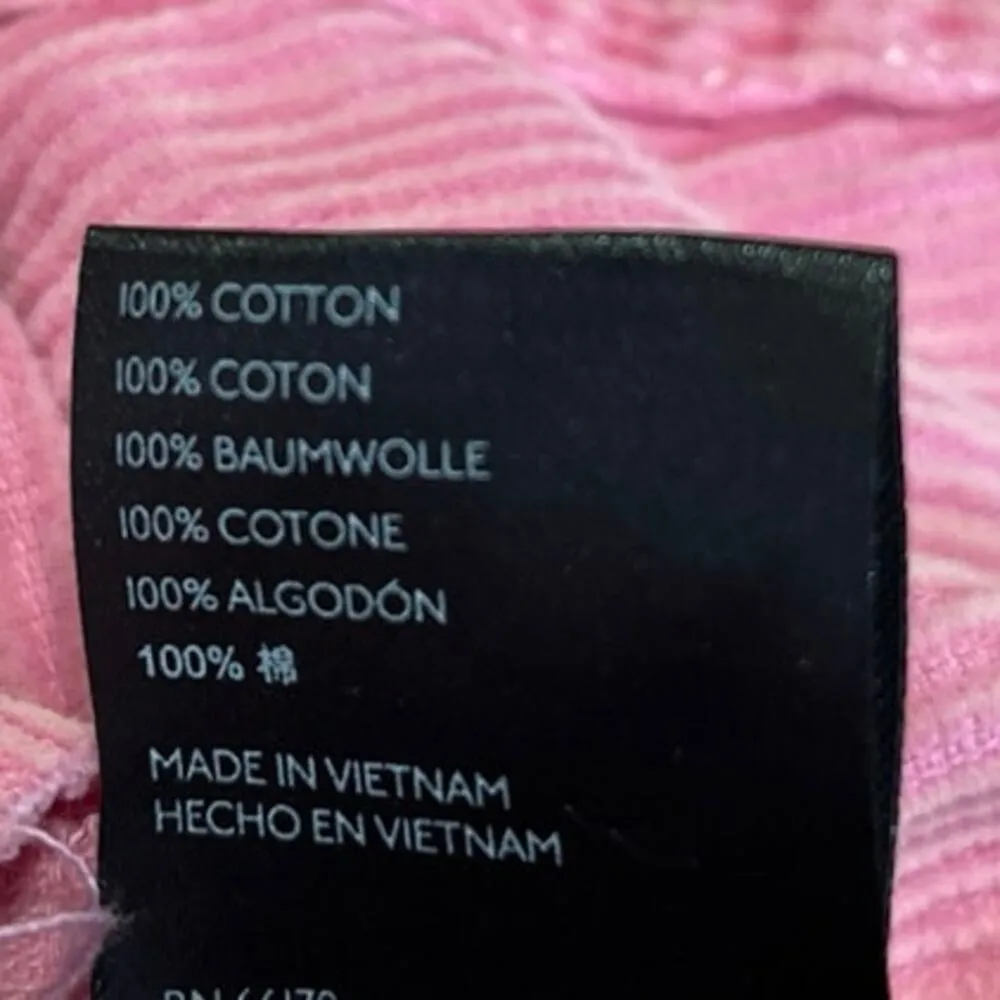 100% COTTON
100% COTON
100% BAUMWOLLE
100% COTONE
100% ALGODÓN
100% 棉
MADE IN VIETNAM
HECHO EN VIETNAM